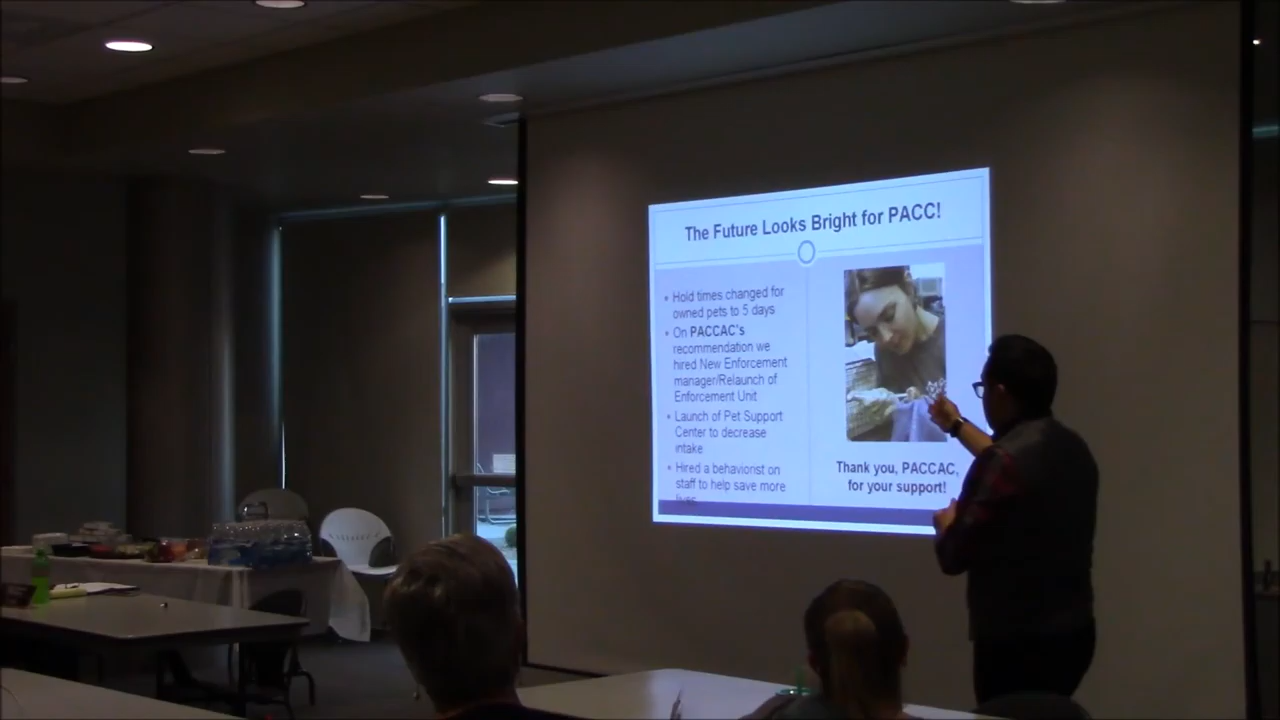 The Future Looks Bright for PACC!
• Hold times changed for
owned pets to 5 days
• On PACCAC's
recommendation we
hired New Enforcement
manager/Relaunch of
Enforcement Unit
• Launch of Pet Support
Center to decrease
intake
• Hired a behaviorist on
staff to help save more
lives.
Thank you, PACCAC,
for your support!